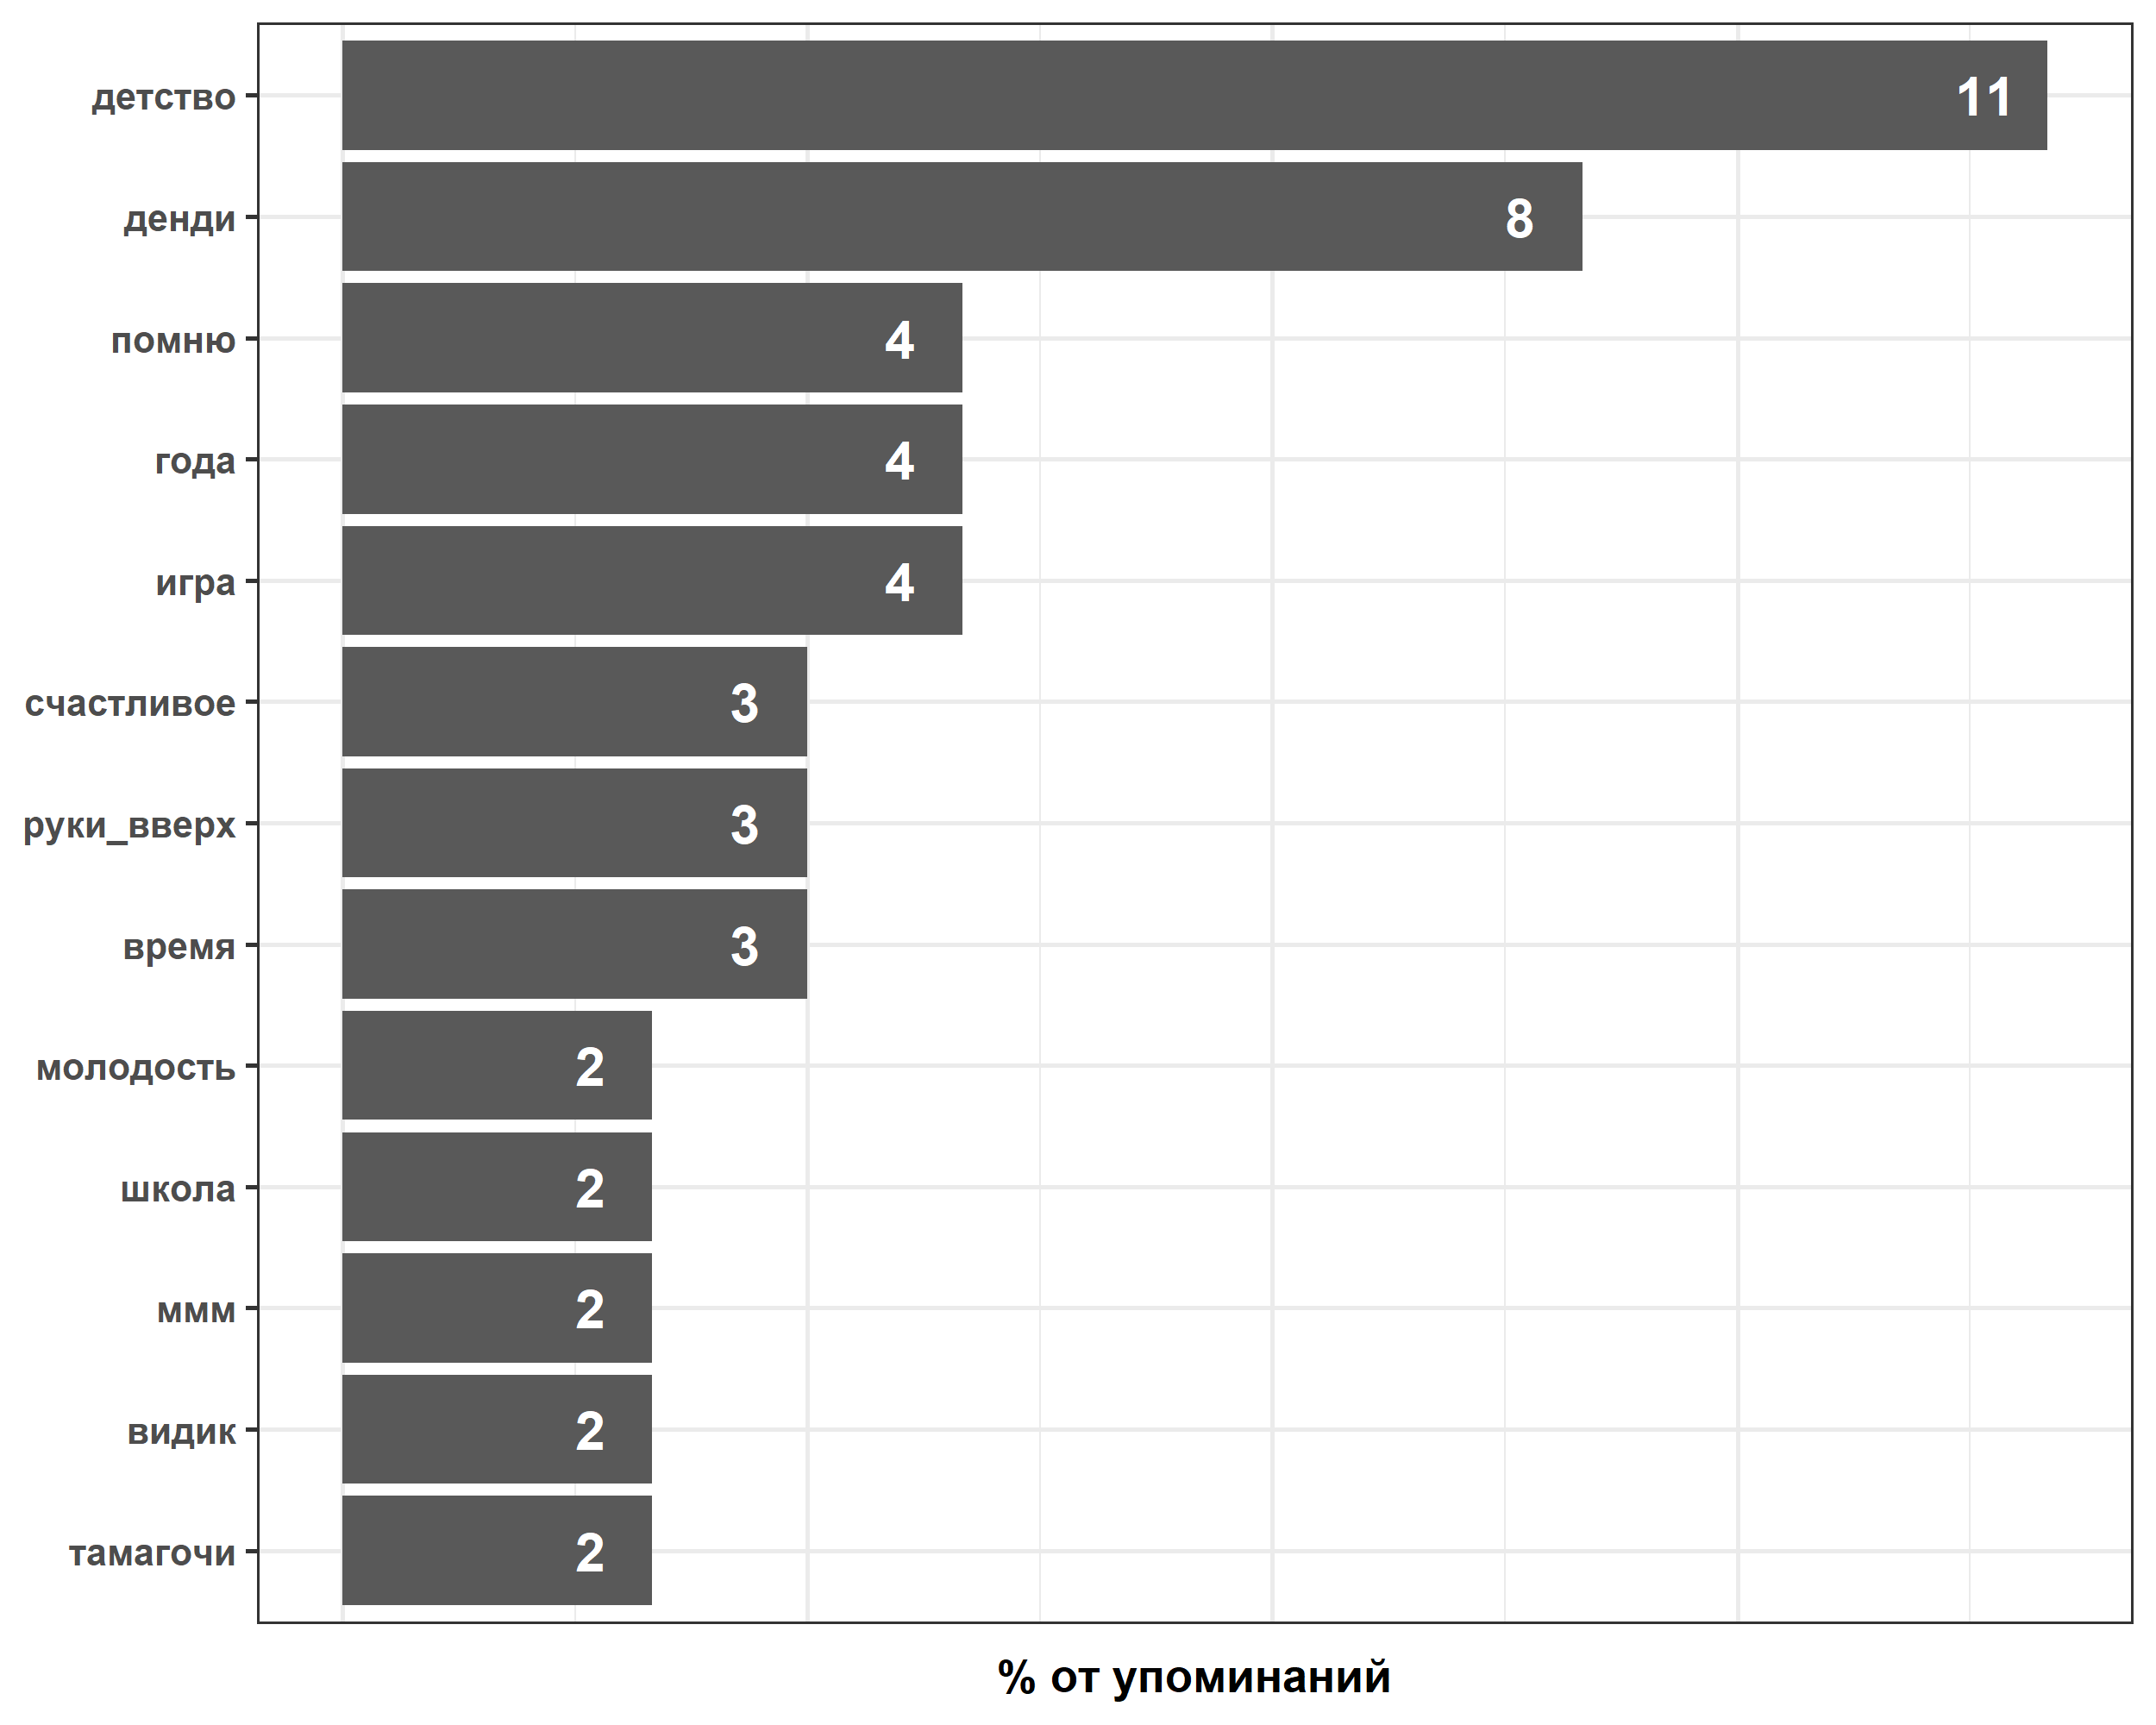 детство 11
денди 8
помню 4
года 4
игра 4
счастливое 3
руки_вверх 3
время 3
молодость 2
школа 2
ммм 2
видик 2
тамагочи 2
% от упоминаний